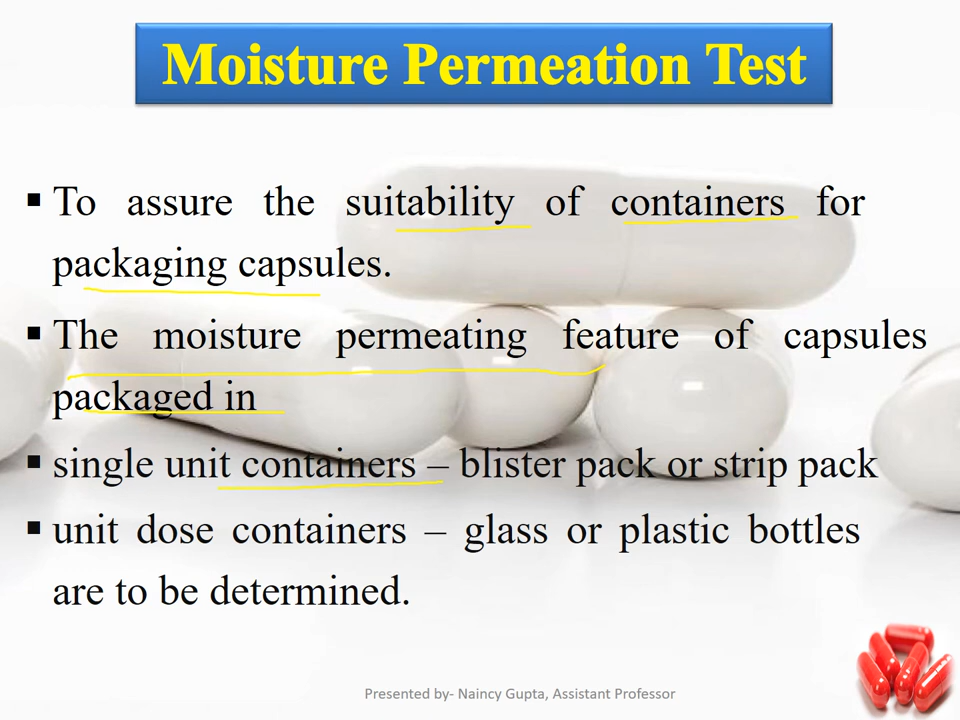 Moisture Permeation Test
▪ To assure the suitability of containers for
packaging capsules.
▪ The moisture permeating feature of capsules
packaged in
▪ single unit containers – blister pack or strip pack
▪ unit dose containers – glass or plastic bottles
are to be determined.
Presented by- Naincy Gupta, Assistant Professor